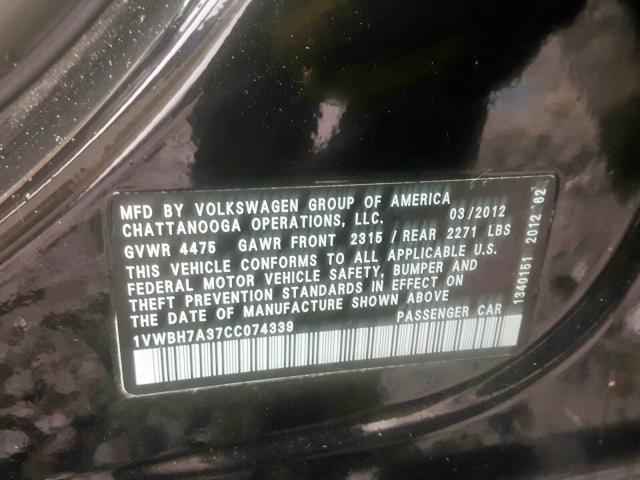 MFD BY VOLKSWAGEN GROUP OF AMERICA
CHATTANOOGA OPERATIONS, LLC. 03/2012
GVWR 4475 GAWR FRONT 2315 / REAR 2271 LBS
THIS VEHICLE CONFORMS TO ALL APPLICABLE U.S.
FEDERAL MOTOR VEHICLE SAFETY, BUMPER AND
THEFT PREVENTION STANDARDS IN EFFECT ON
THE DATE OF MANUFACTURE SHOWN ABOVE
1VWBH7A37CC074339 PASSENGER CAR
1340151 2012 62